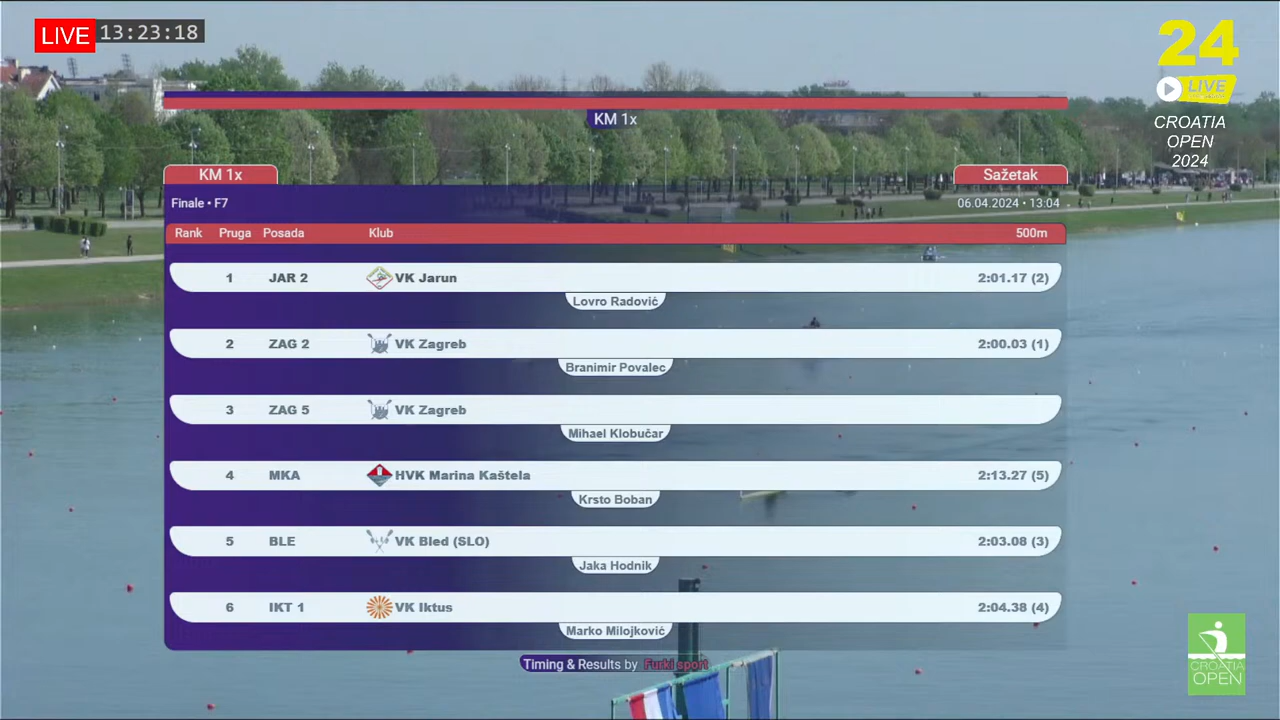 LIVE 13:23:18
24
LIVE
CROATIA
OPEN
2024
KM 1x
KM 1x Sažetak
Finale • F7 06.04.2024 • 13:04
Rank Pruga Posada Klub 500m
1 JAR 2 VK Jarun 2:01.17 (2)
Lovro Radović
2 ZAG 2 VK Zagreb 2:00.03 (1)
Branimir Povalec
3 ZAG 5 VK Zagreb
Mihael Klobučar
4 MKA HVK Marina Kaštela 2:13.27 (5)
Krsto Boban
5 BLE VK Bled (SLO) 2:03.08 (3)
Jaka Hodnik
6 IKT 1 VK Iktus 2:04.38 (4)
Marko Milojković
Timing & Results by Furki sport
CROATIA
OPEN